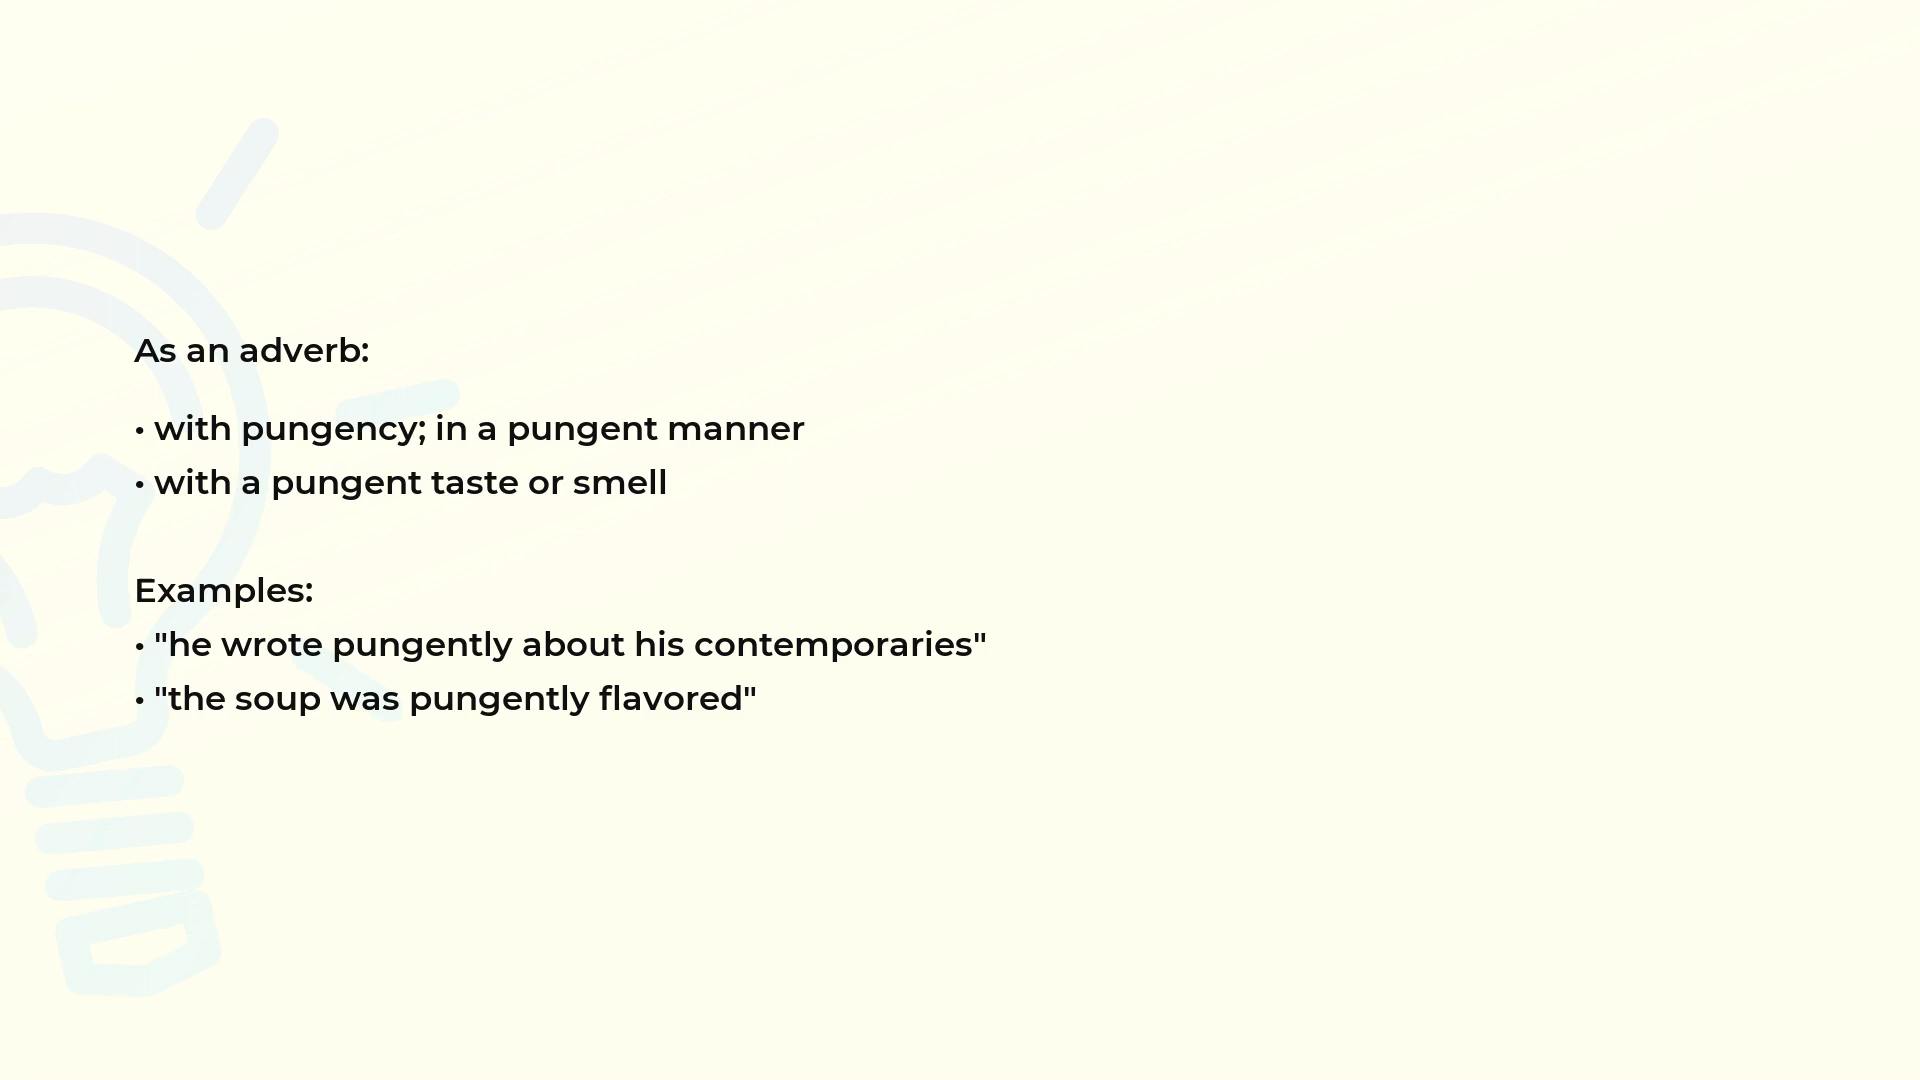 As an adverb:
• with pungency; in a pungent manner
• with a pungent taste or smell
Examples:
• "he wrote pungently about his contemporaries"
• "the soup was pungently flavored"